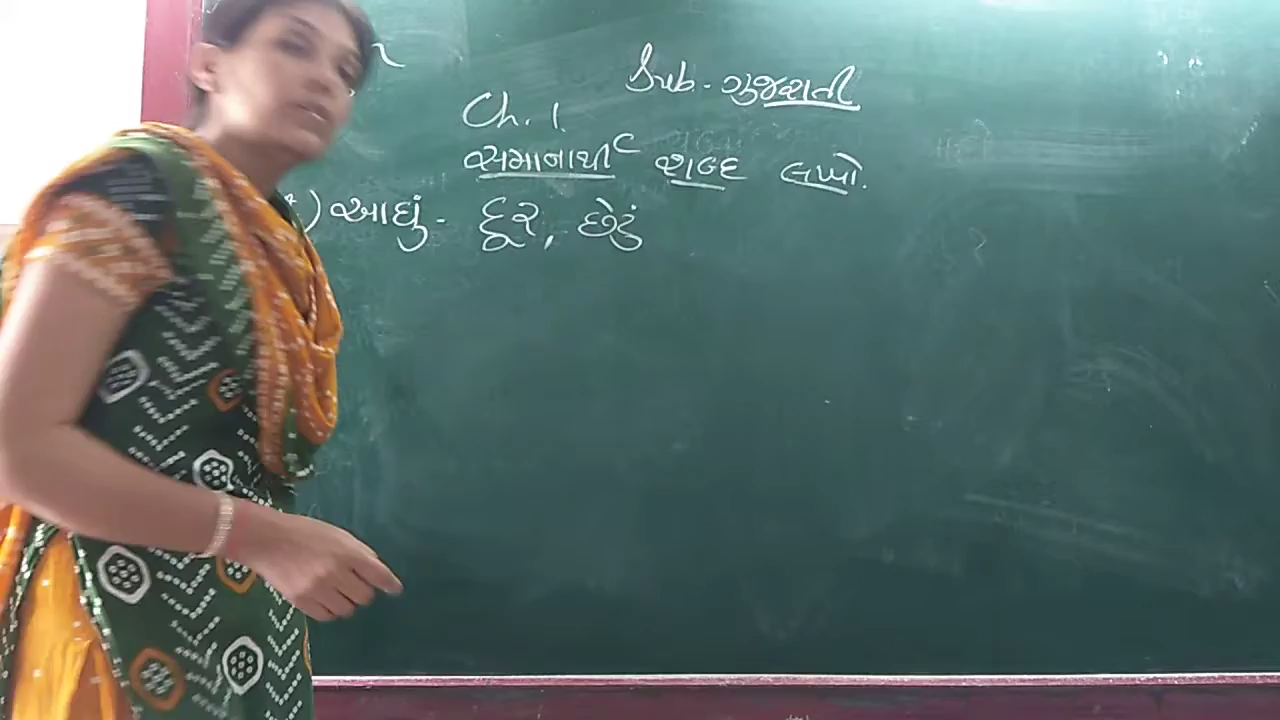 Sub. ગુજરાતી
Ch. 1.
સમાનાર્થી શબ્દ લખો.
) આઘું - દૂર, છેટું